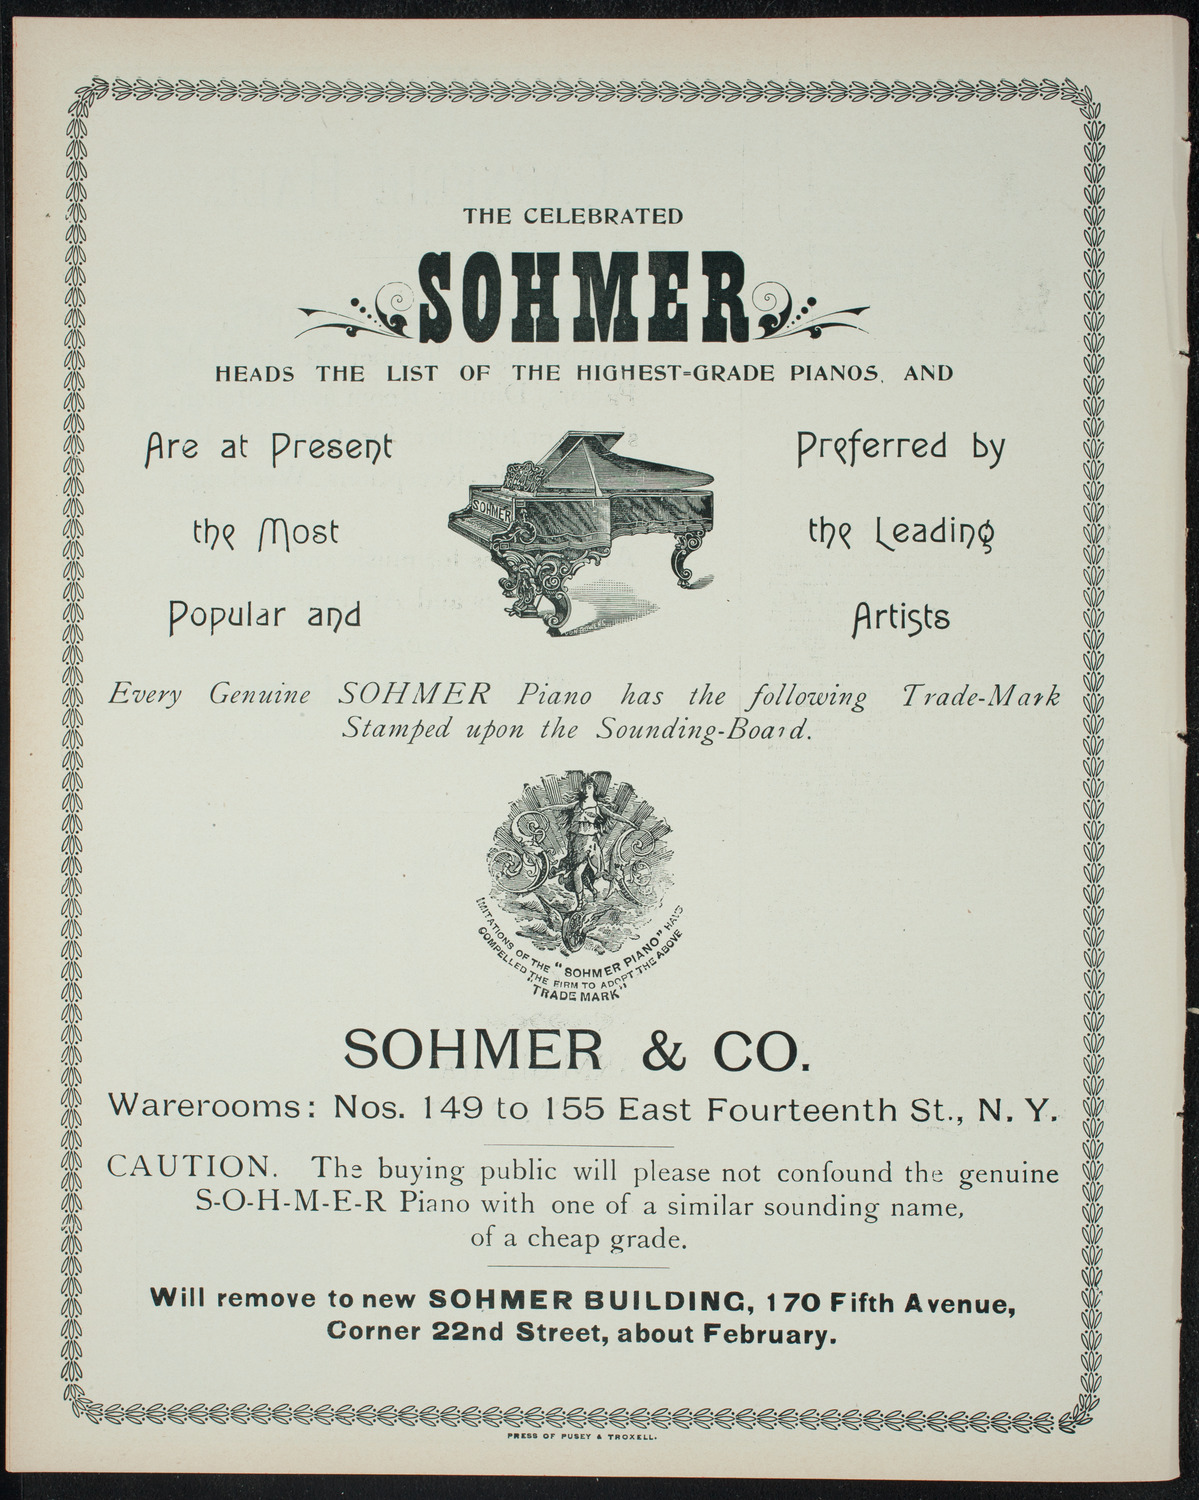 THE CELEBRATED
SOHMER
HEADS THE LIST OF THE HIGHEST=GRADE PIANOS, AND
Are at Present
the Most
Popular and
SOHMER
Preferred by
the Leading
Artists
Every Genuine SOHMER Piano has the following Trade-Mark
Stamped upon the Sounding-Board.
IMITATIONS OF THE "SOHMER PIANO" HAVE
COMPELLED THE FIRM TO ADOPT THE ABOVE
"TRADE MARK"
SOHMER & CO.
Warerooms: Nos. 149 to 155 East Fourteenth St., N. Y.
CAUTION. The buying public will please not confound the genuine
S-O-H-M-E-R Piano with one of a similar sounding name,
of a cheap grade.
Will remove to new SOHMER BUILDING, 170 Fifth Avenue,
Corner 22nd Street, about February.
PRESS OF PUSEY & TROXELL.